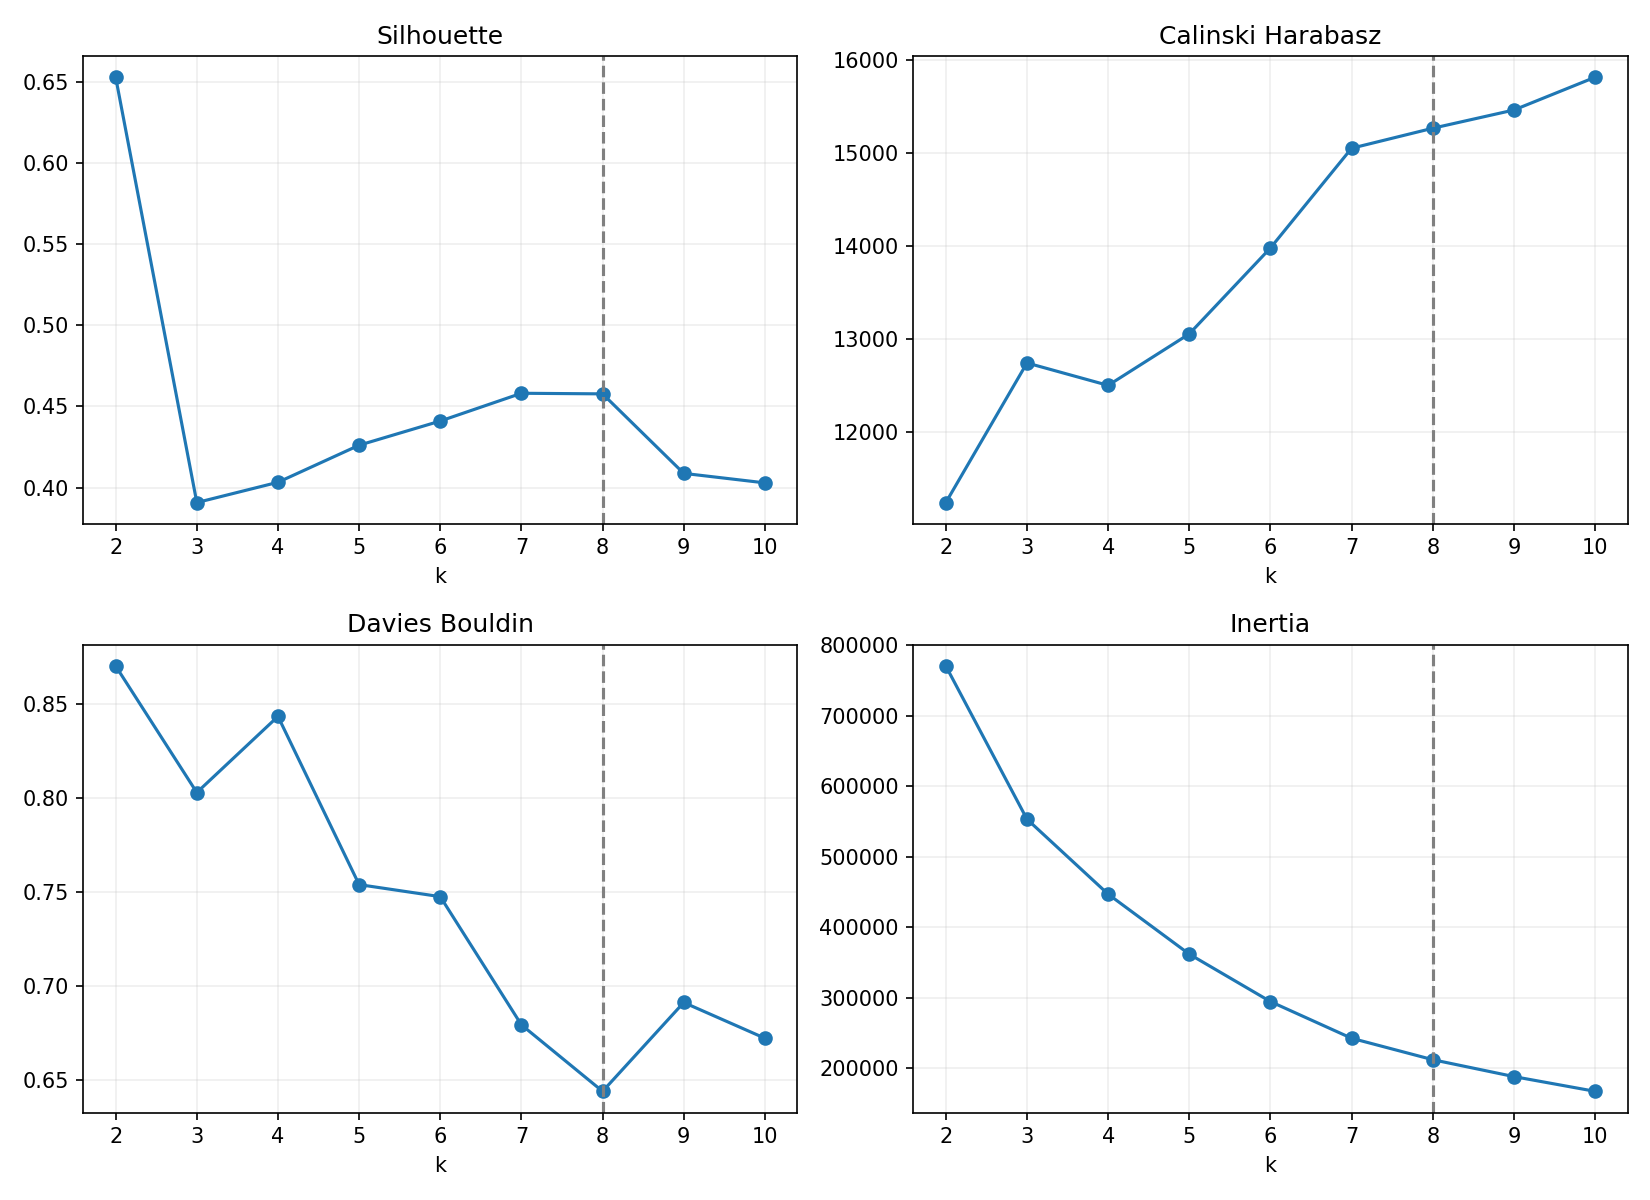 Silhouette
0.65
0.60
0.55
0.50
0.45
0.40
2 3 4 5 6 7 8 9 10
k
Calinski Harabasz
16000
15000
14000
13000
12000
2 3 4 5 6 7 8 9 10
k
Davies Bouldin
0.85
0.80
0.75
0.70
0.65
2 3 4 5 6 7 8 9 10
k
Inertia
800000
700000
600000
500000
400000
300000
200000
2 3 4 5 6 7 8 9 10
k